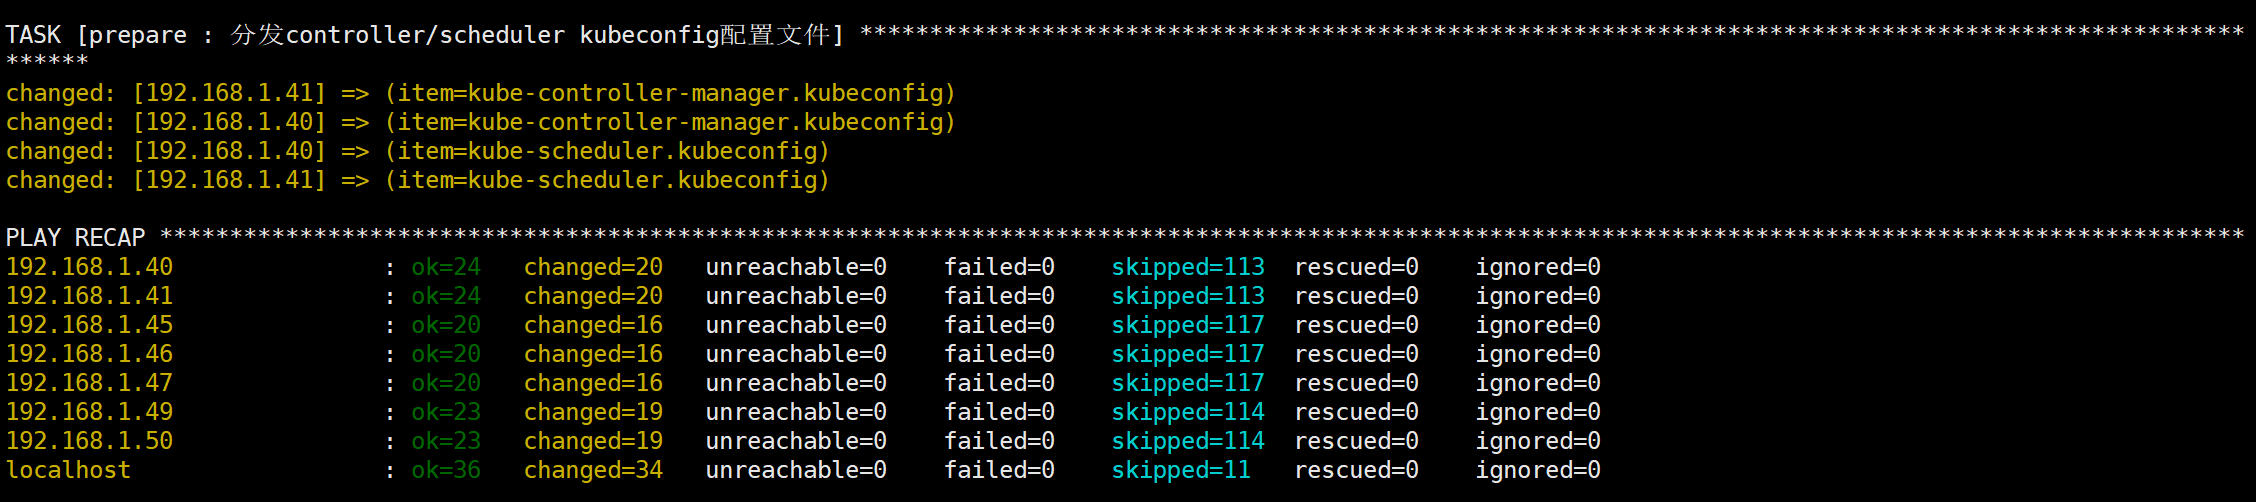 TASK [prepare : 分发controller/scheduler kubeconfig配置文件] ***************************************************************************************************
******
changed: [192.168.1.41] => (item=kube-controller-manager.kubeconfig)
changed: [192.168.1.40] => (item=kube-controller-manager.kubeconfig)
changed: [192.168.1.40] => (item=kube-scheduler.kubeconfig)
changed: [192.168.1.41] => (item=kube-scheduler.kubeconfig)
PLAY RECAP *****************************************************************************************************************************************************
192.168.1.40 : ok=24 changed=20 unreachable=0 failed=0 skipped=113 rescued=0 ignored=0
192.168.1.41 : ok=24 changed=20 unreachable=0 failed=0 skipped=113 rescued=0 ignored=0
192.168.1.45 : ok=20 changed=16 unreachable=0 failed=0 skipped=117 rescued=0 ignored=0
192.168.1.46 : ok=20 changed=16 unreachable=0 failed=0 skipped=117 rescued=0 ignored=0
192.168.1.47 : ok=20 changed=16 unreachable=0 failed=0 skipped=117 rescued=0 ignored=0
192.168.1.49 : ok=23 changed=19 unreachable=0 failed=0 skipped=114 rescued=0 ignored=0
192.168.1.50 : ok=23 changed=19 unreachable=0 failed=0 skipped=114 rescued=0 ignored=0
localhost : ok=36 changed=34 unreachable=0 failed=0 skipped=11 rescued=0 ignored=0